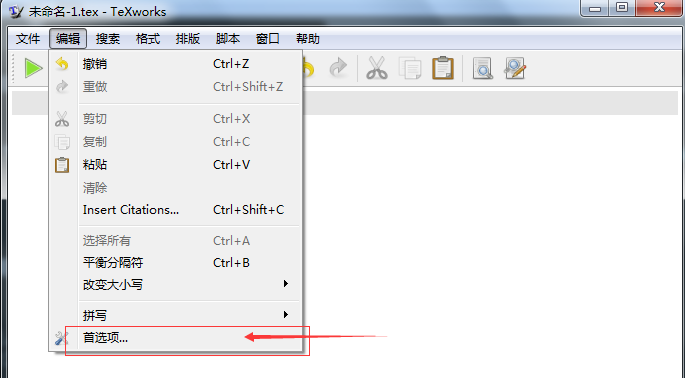 未命名-1.tex - TeXworks
文件 编辑 搜索 格式 排版 脚本 窗口 帮助
撤销 Ctrl+Z
重做 Ctrl+Shift+Z
剪切 Ctrl+X
复制 Ctrl+C
粘贴 Ctrl+V
清除
Insert Citations... Ctrl+Shift+C
选择所有 Ctrl+A
平衡分隔符 Ctrl+B
改变大小写
拼写
首选项...